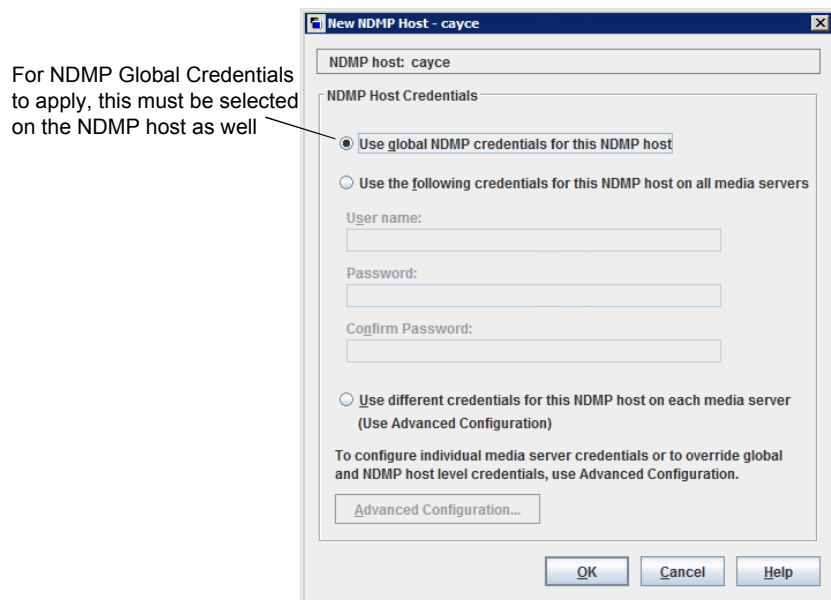 New NDMP Host - cayce
NDMP host: cayce
For NDMP Global Credentials
to apply, this must be selected
on the NDMP host as well
NDMP Host Credentials
Use global NDMP credentials for this NDMP host
Use the following credentials for this NDMP host on all media servers
User name:
Password:
Confirm Password:
Use different credentials for this NDMP host on each media server
(Use Advanced Configuration)
To configure individual media server credentials or to override global
and NDMP host level credentials, use Advanced Configuration.
Advanced Configuration...
OK Cancel Help